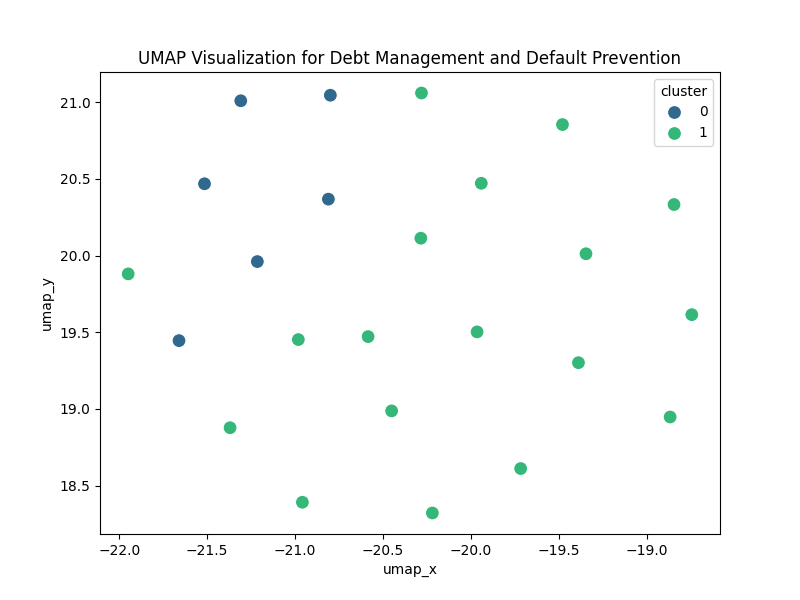 UMAP Visualization for Debt Management and Default Prevention
cluster
0
1
21.0
20.5
20.0
19.5
19.0
18.5
umap_y
−22.0 −21.5 −21.0 −20.5 −20.0 −19.5 −19.0
umap_x